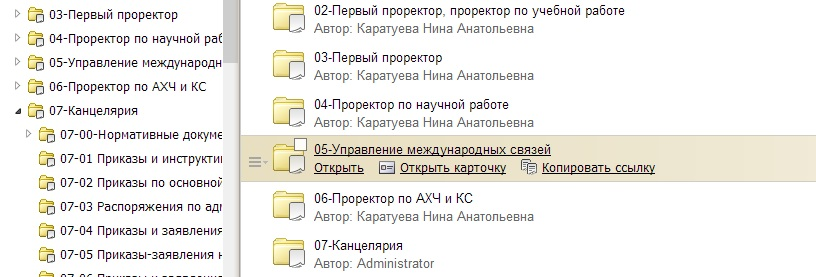 03-Первый проректор
04-Проректор по научной раб
05-Управление международн
06-Проректор по АХЧ и КС
07-Канцелярия
07-00-Нормативные докуме
07-01 Приказы и инструкти
07-02 Приказы по основной
07-03 Распоряжения по адм
07-04 Приказы и заявления
07-05 Приказы-заявления н
02-Первый проректор, проректор по учебной работе
Автор: Каратуева Нина Анатольевна
03-Первый проректор
Автор: Каратуева Нина Анатольевна
04-Проректор по научной работе
Автор: Каратуева Нина Анатольевна
05-Управление международных связей
Открыть Открыть карточку Копировать ссылку
06-Проректор по АХЧ и КС
Автор: Каратуева Нина Анатольевна
07-Канцелярия
Автор: Administrator